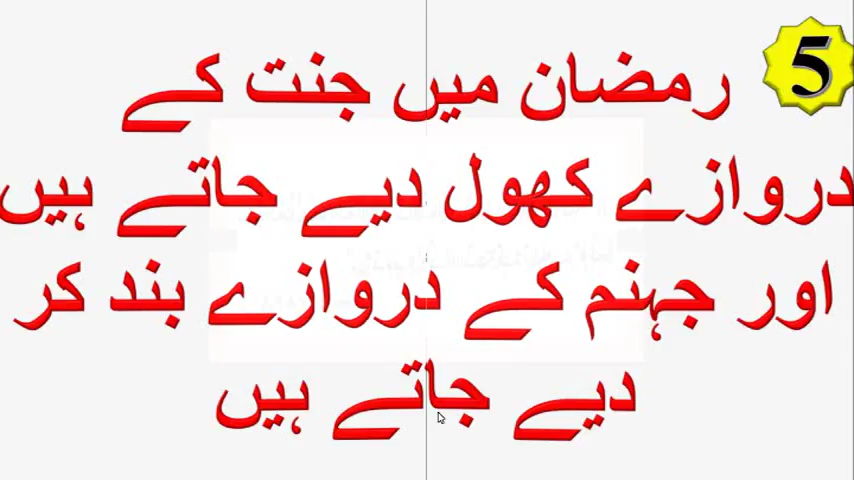 5
رمضان میں جنت کے
دروازے کھول دیے جاتے ہیں
اور جہنم کے دروازے بند کر
دیے جاتے ہیں